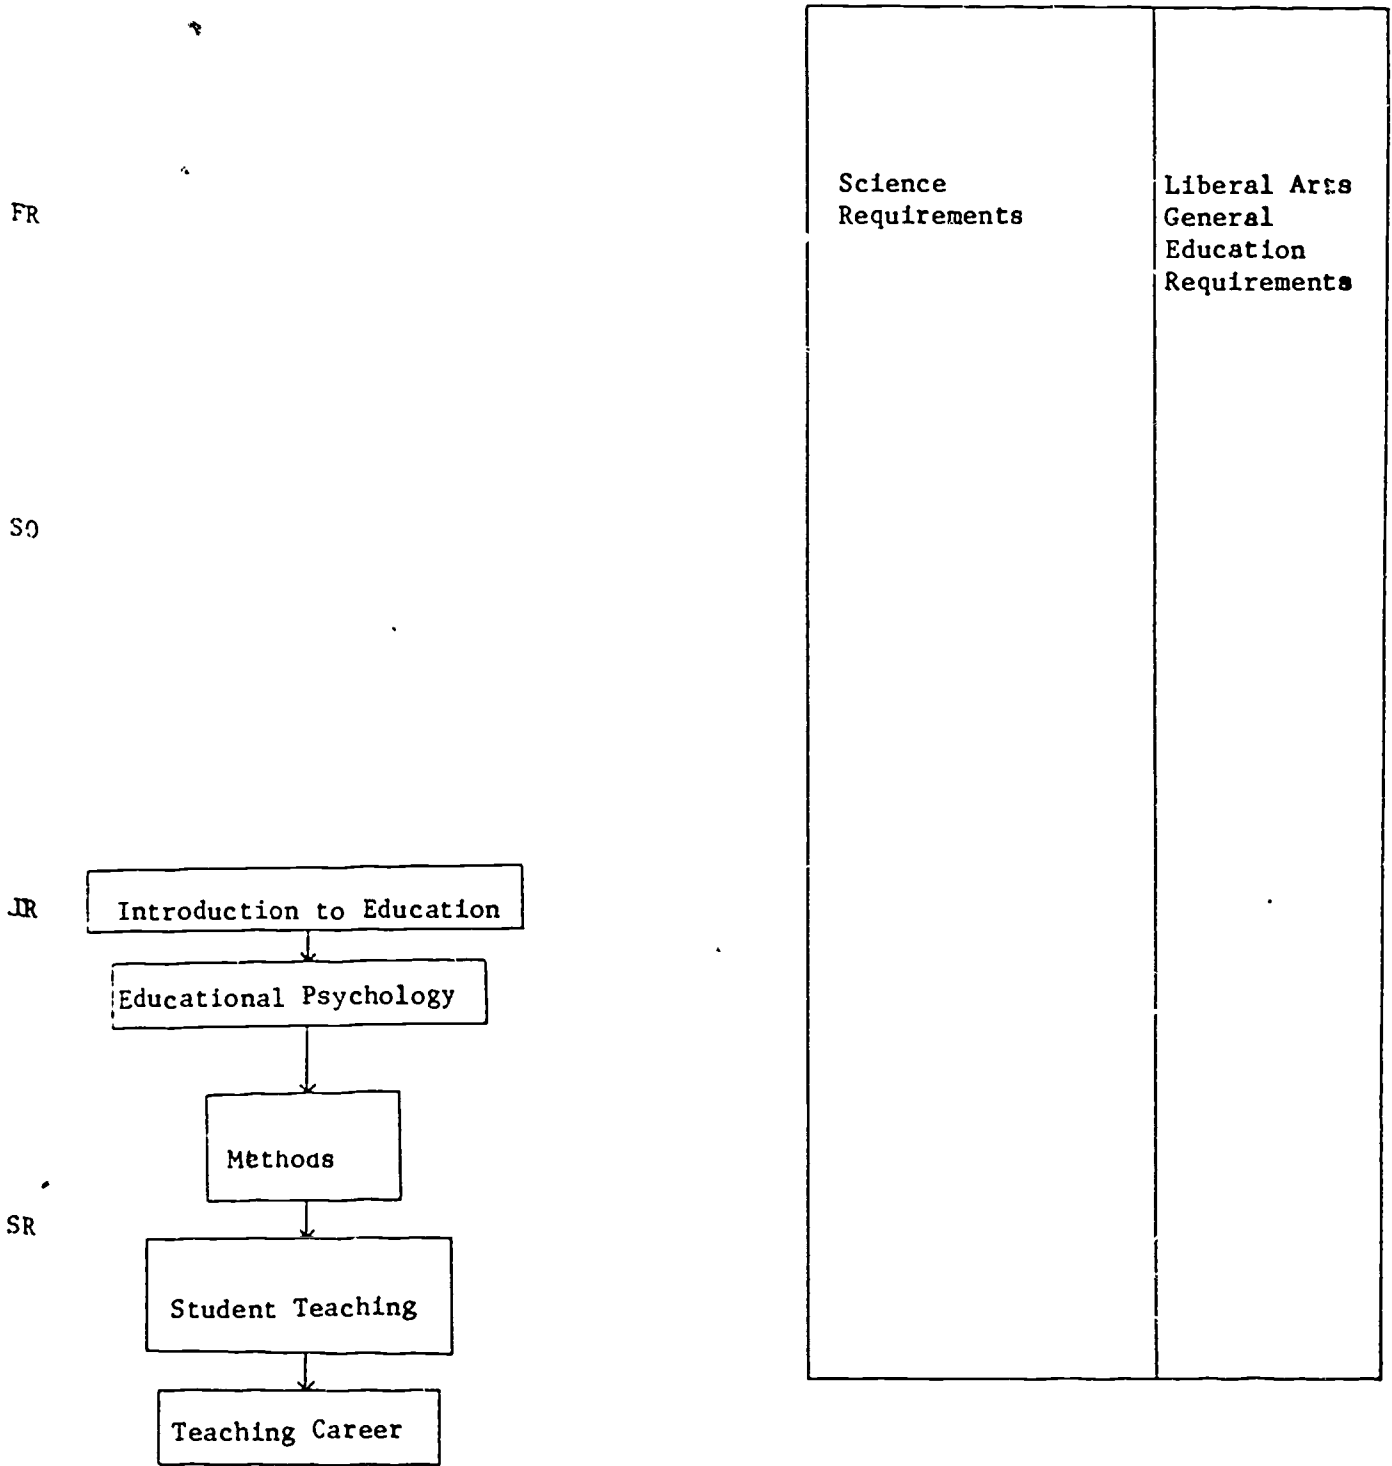 Science
Requirements
Liberal Arts
General
Education
Requirements
FR
SO
JR
Introduction to Education
Educational Psychology
Methods
SR
Student Teaching
Teaching Career